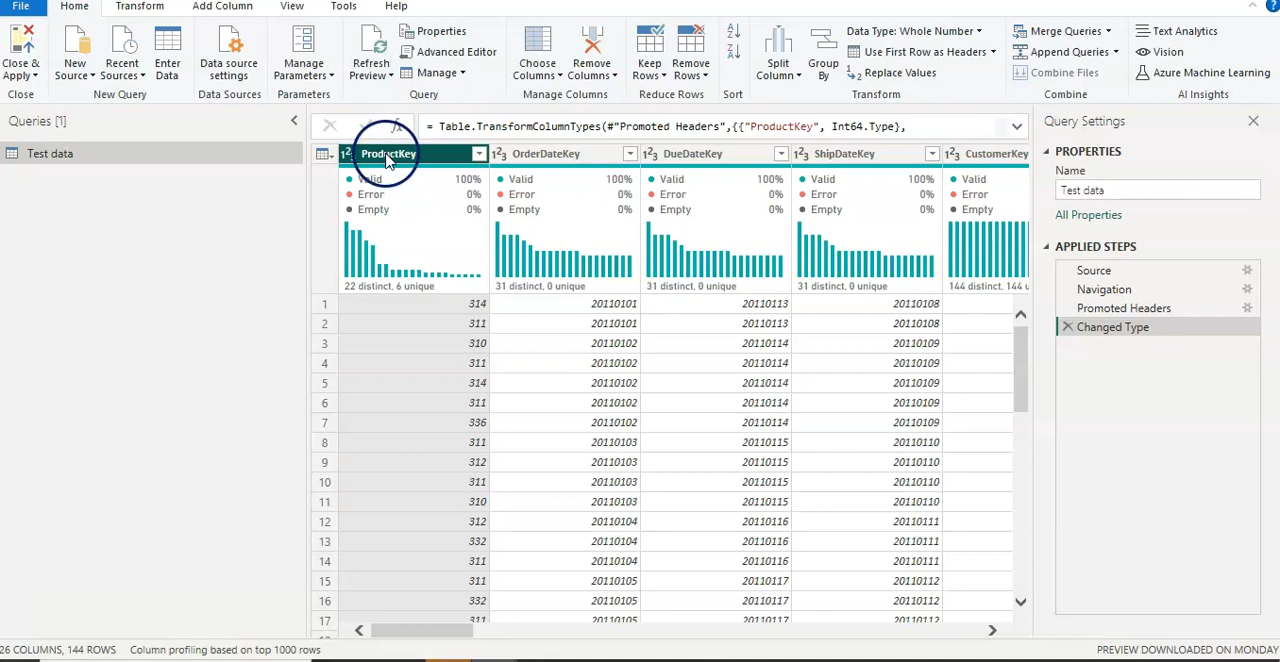 File Home Transform Add Column View Tools Help
Close & Apply
New Source
Recent Sources
Enter Data
Data source settings
Manage Parameters
Refresh Preview
Properties
Advanced Editor
Manage
Choose Columns
Remove Columns
Keep Rows
Remove Rows
Split Column
Group By
Data Type: Whole Number
Use First Row as Headers
Replace Values
Merge Queries
Append Queries
Combine Files
Text Analytics
Vision
Azure Machine Learning
Close New Query Data Sources Parameters Query Manage Columns Reduce Rows Sort Transform Combine AI Insights
Queries [1]
Test data
fx = Table.TransformColumnTypes(#"Promoted Headers",{{"ProductKey", Int64.Type},
1²3 ProductKey 1²3 OrderDateKey 1²3 DueDateKey 1²3 ShipDateKey 1²3 CustomerKey
Valid 100% Valid 100% Valid 100% Valid 100% Valid
Error 0% Error 0% Error 0% Error 0% Error
Empty 0% Empty 0% Empty 0% Empty 0% Empty
22 distinct, 6 unique 31 distinct, 0 unique 31 distinct, 0 unique 31 distinct, 0 unique 144 distinct, 144 u
1 314 20110101 20110113 20110108
2 311 20110101 20110113 20110108
3 310 20110102 20110114 20110109
4 311 20110102 20110114 20110109
5 314 20110102 20110114 20110109
6 311 20110102 20110114 20110109
7 336 20110102 20110114 20110109
8 311 20110103 20110115 20110110
9 312 20110103 20110115 20110110
10 311 20110103 20110115 20110110
11 310 20110103 20110115 20110110
12 312 20110104 20110116 20110111
13 332 20110104 20110116 20110111
14 311 20110104 20110116 20110111
15 311 20110105 20110117 20110112
16 332 20110105 20110117 20110112
17 311 20110105 20110117 20110112
Query Settings
PROPERTIES
Name
Test data
All Properties
APPLIED STEPS
Source
Navigation
Promoted Headers
Changed Type
26 COLUMNS, 144 ROWS Column profiling based on top 1000 rows PREVIEW DOWNLOADED ON MONDAY